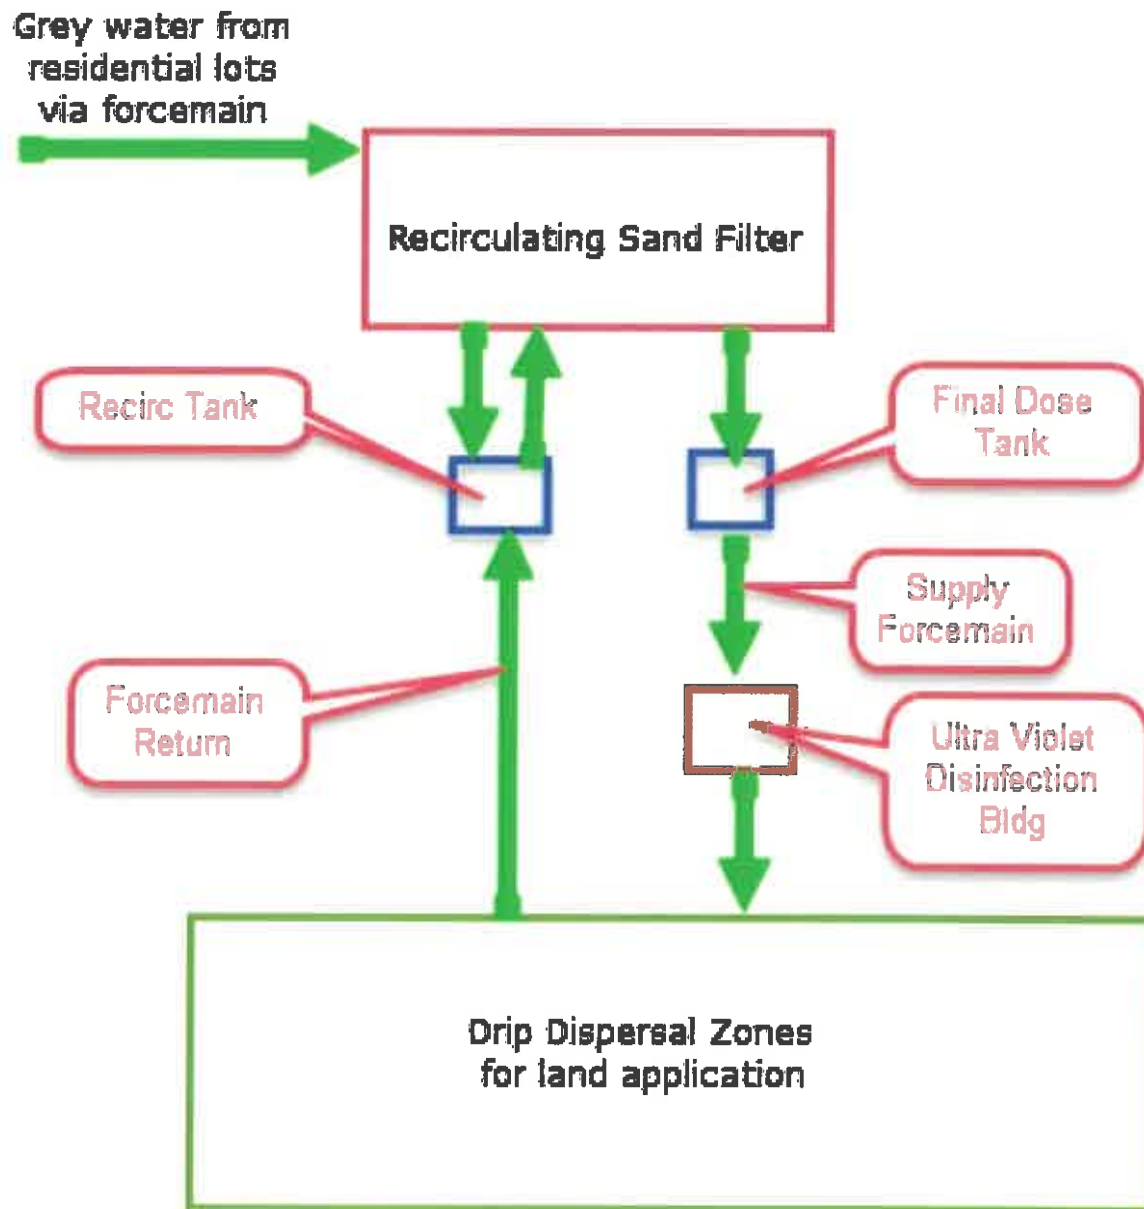 Grey water from
residential lots
via forcemain
Recirculating Sand Filter
Recirc Tank
Final Dose
Tank
Supply
Forcemain
Forcemain
Return
Ultra Violet
Disinfection
Bldg
Drip Dispersal Zones
for land application